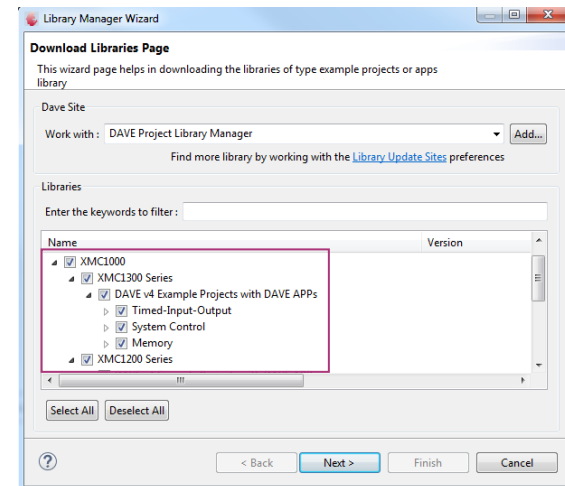 Library Manager Wizard
Download Libraries Page
This wizard page helps in downloading the libraries of type example projects or apps
library
Dave Site
Work with : DAVE Project Library Manager Add...
Find more library by working with the Library Update Sites preferences
Libraries
Enter the keywords to filter :
Name Version
XMC1000
XMC1300 Series
DAVE v4 Example Projects with DAVE APPs
Timed-Input-Output
System Control
Memory
XMC1200 Series
Select All Deselect All
? < Back Next > Finish Cancel